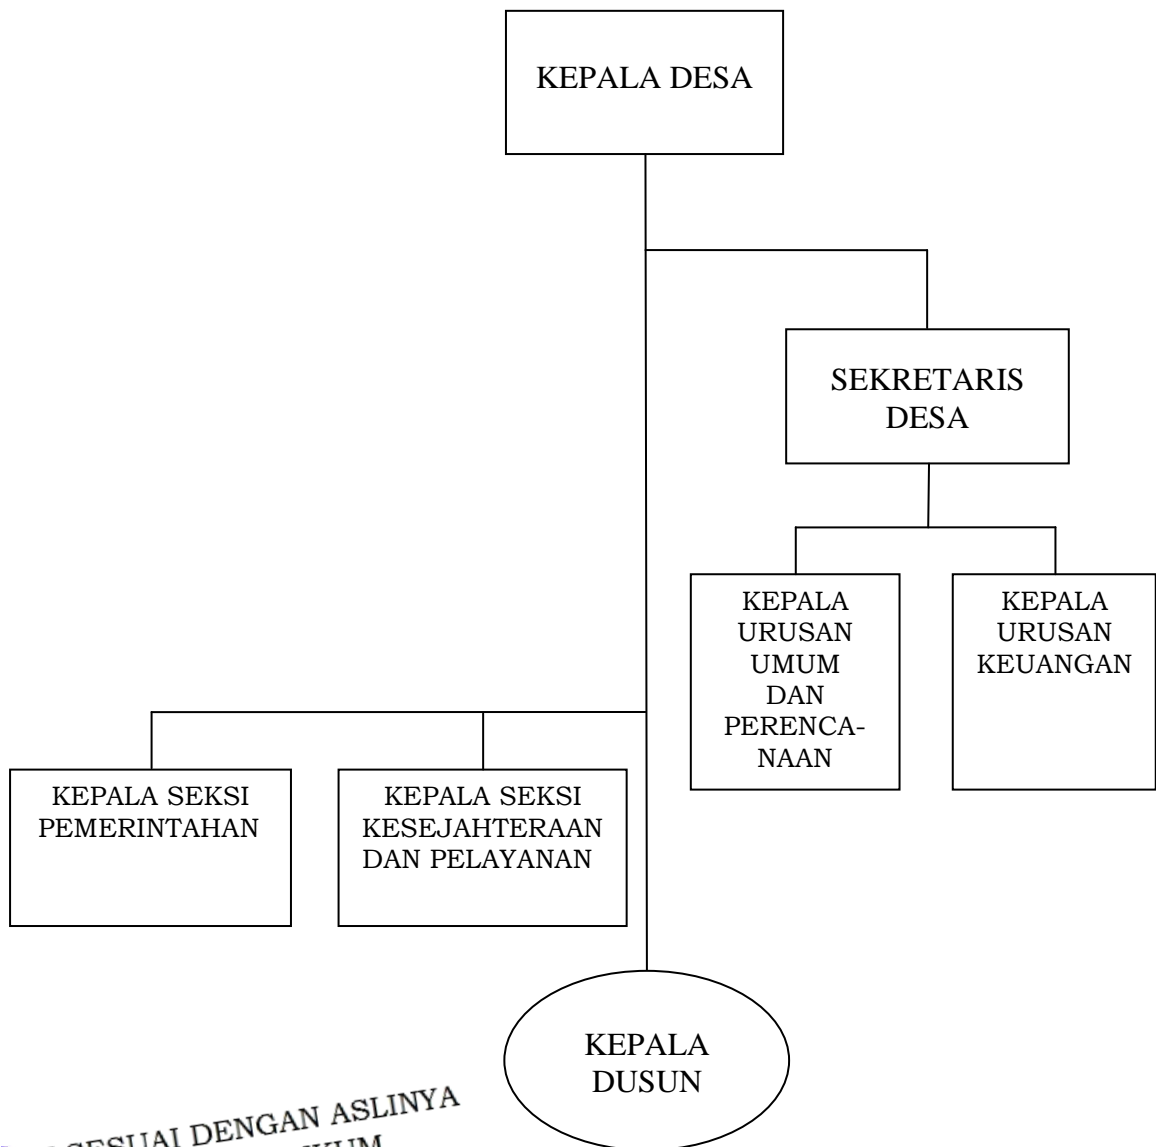 KEPALA DESA
SEKRETARIS
DESA
KEPALA
URUSAN
UMUM
DAN
PERENCA-
NAAN
KEPALA
URUSAN
KEUANGAN
KEPALA SEKSI
PEMERINTAHAN
KEPALA SEKSI
KESEJAHTERAAN
DAN PELAYANAN
KEPALA
DUSUN
SESUAI DENGAN ASLINYA